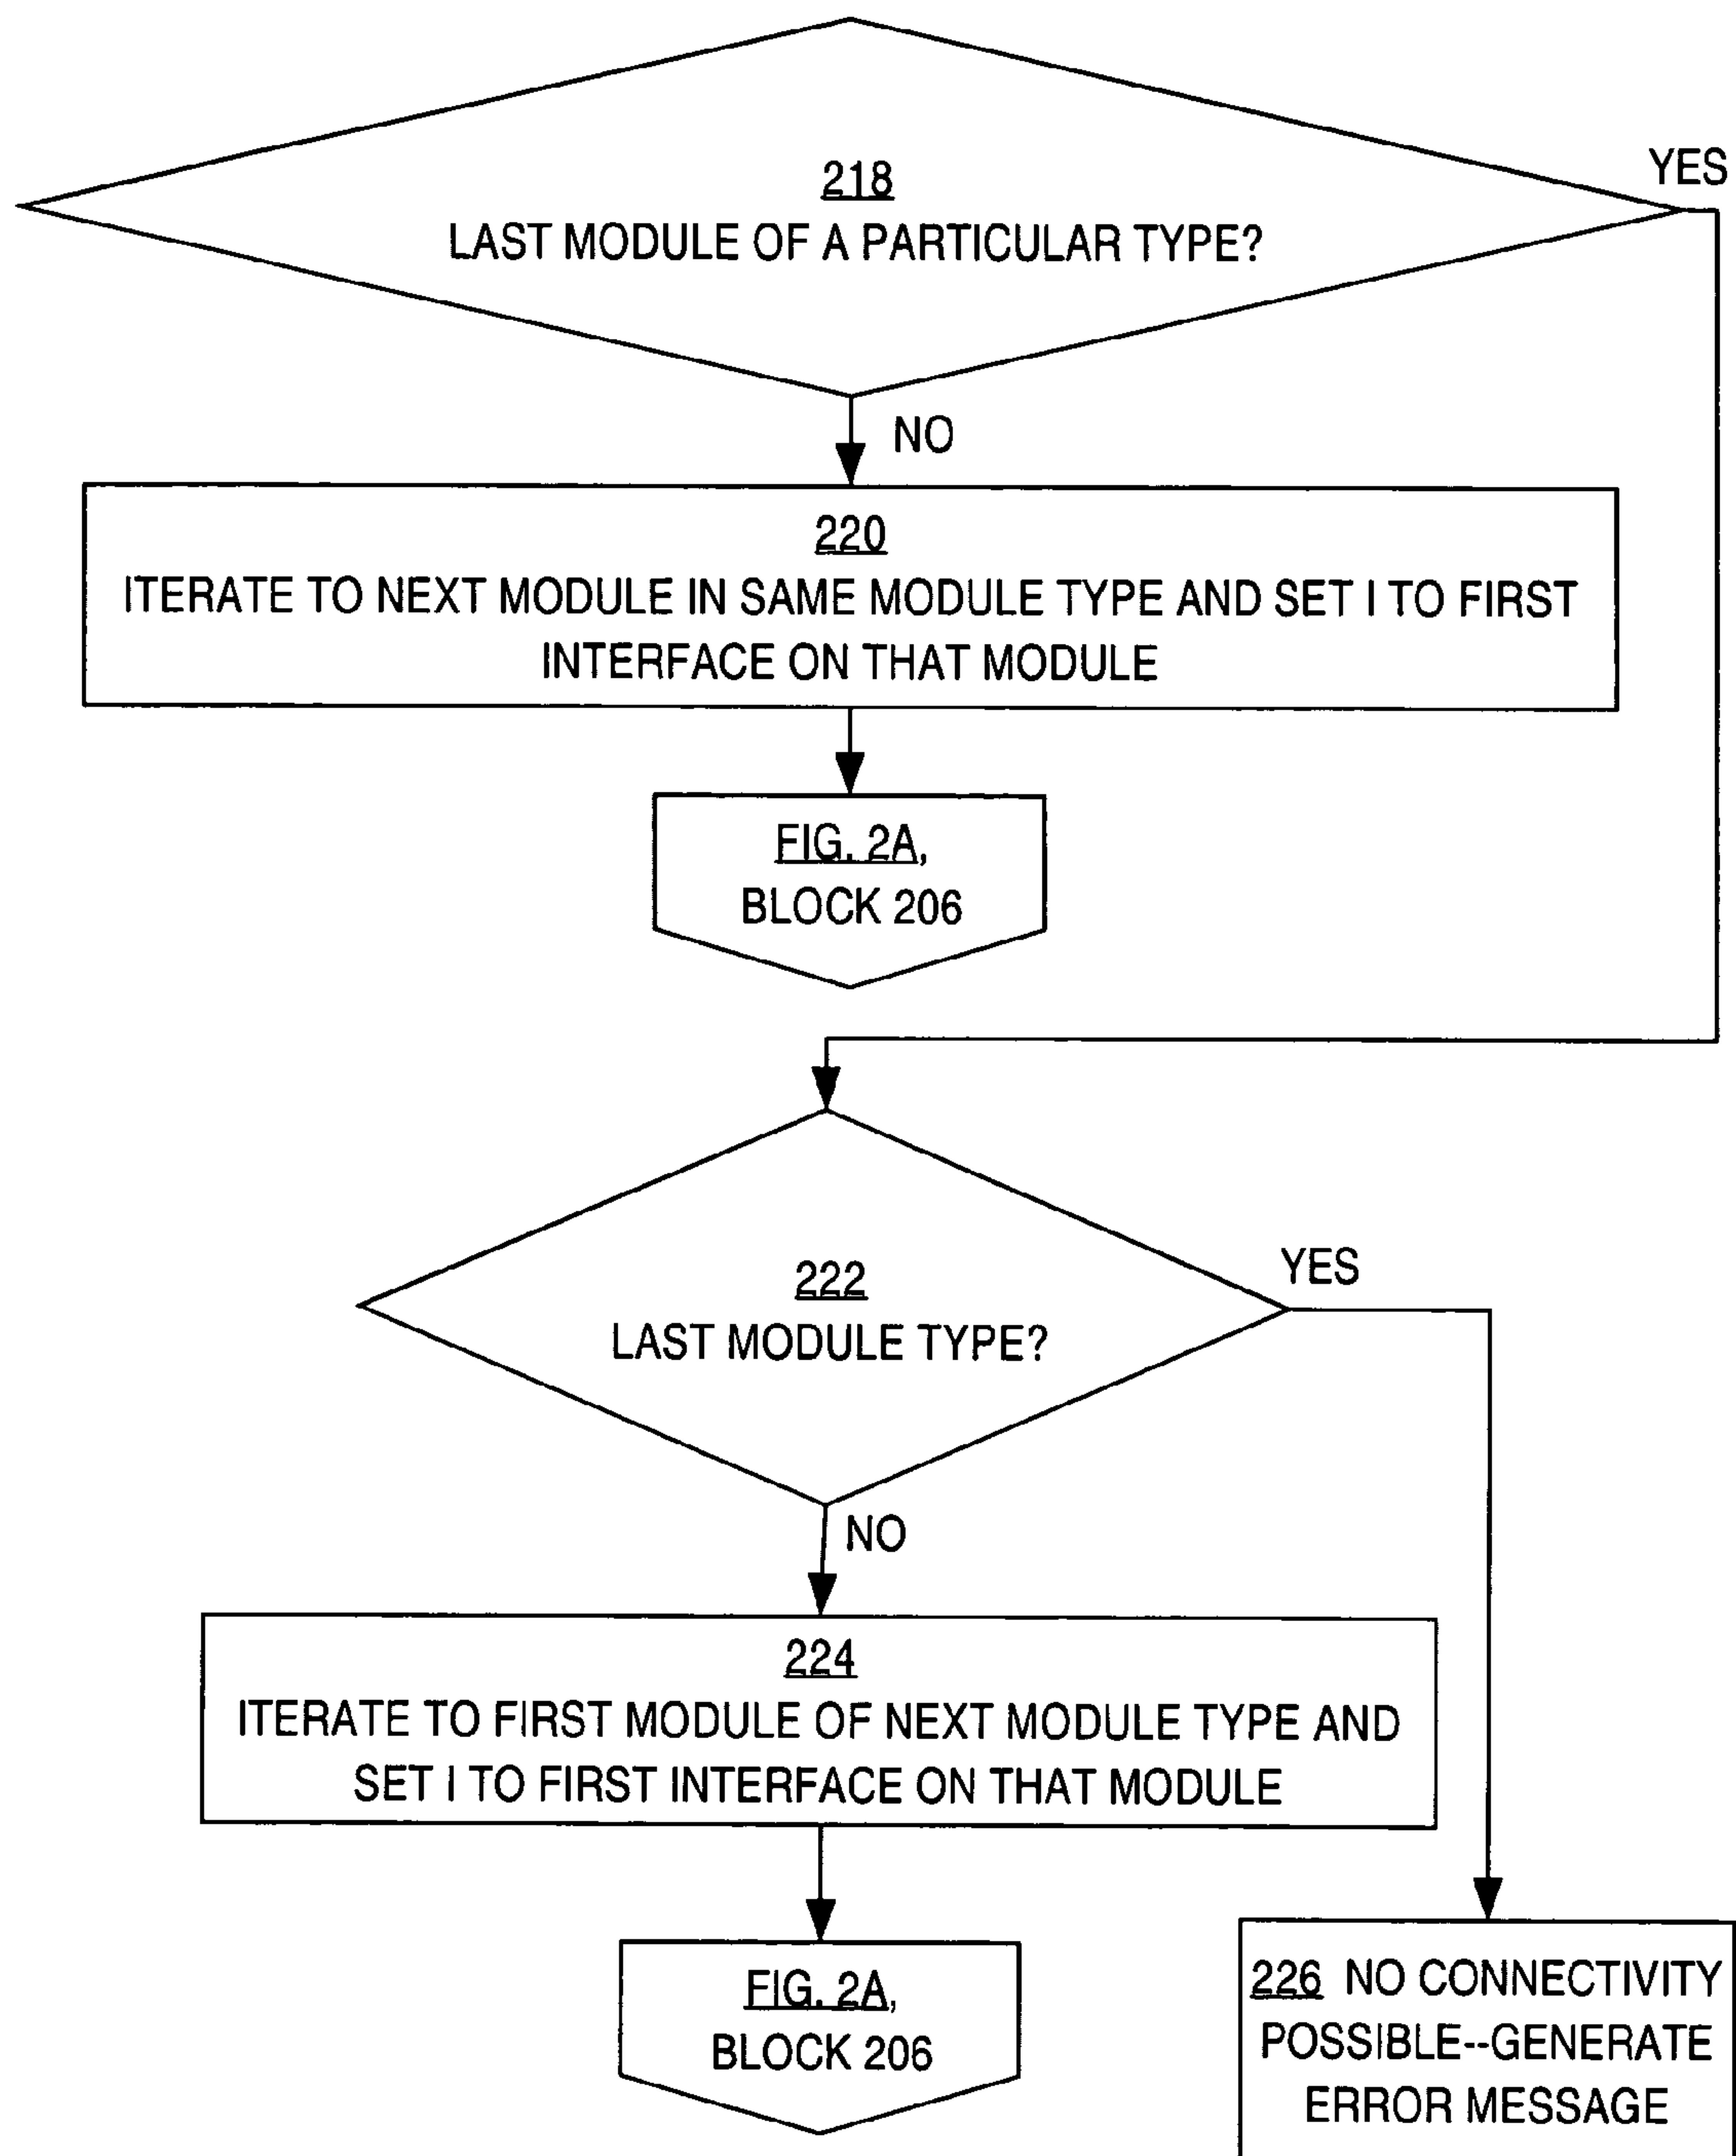 218
YES
LAST MODULE OF A PARTICULAR TYPE?
NO
220
ITERATE TO NEXT MODULE IN SAME MODULE TYPE AND SET I TO FIRST
INTERFACE ON THAT MODULE
FIG. 2A,
BLOCK 206
222
YES
LAST MODULE TYPE?
NO
224
ITERATE TO FIRST MODULE OF NEXT MODULE TYPE AND
SET I TO FIRST INTERFACE ON THAT MODULE
FIG. 2A,
BLOCK 206
226 NO CONNECTIVITY
POSSIBLE--GENERATE
ERROR MESSAGE